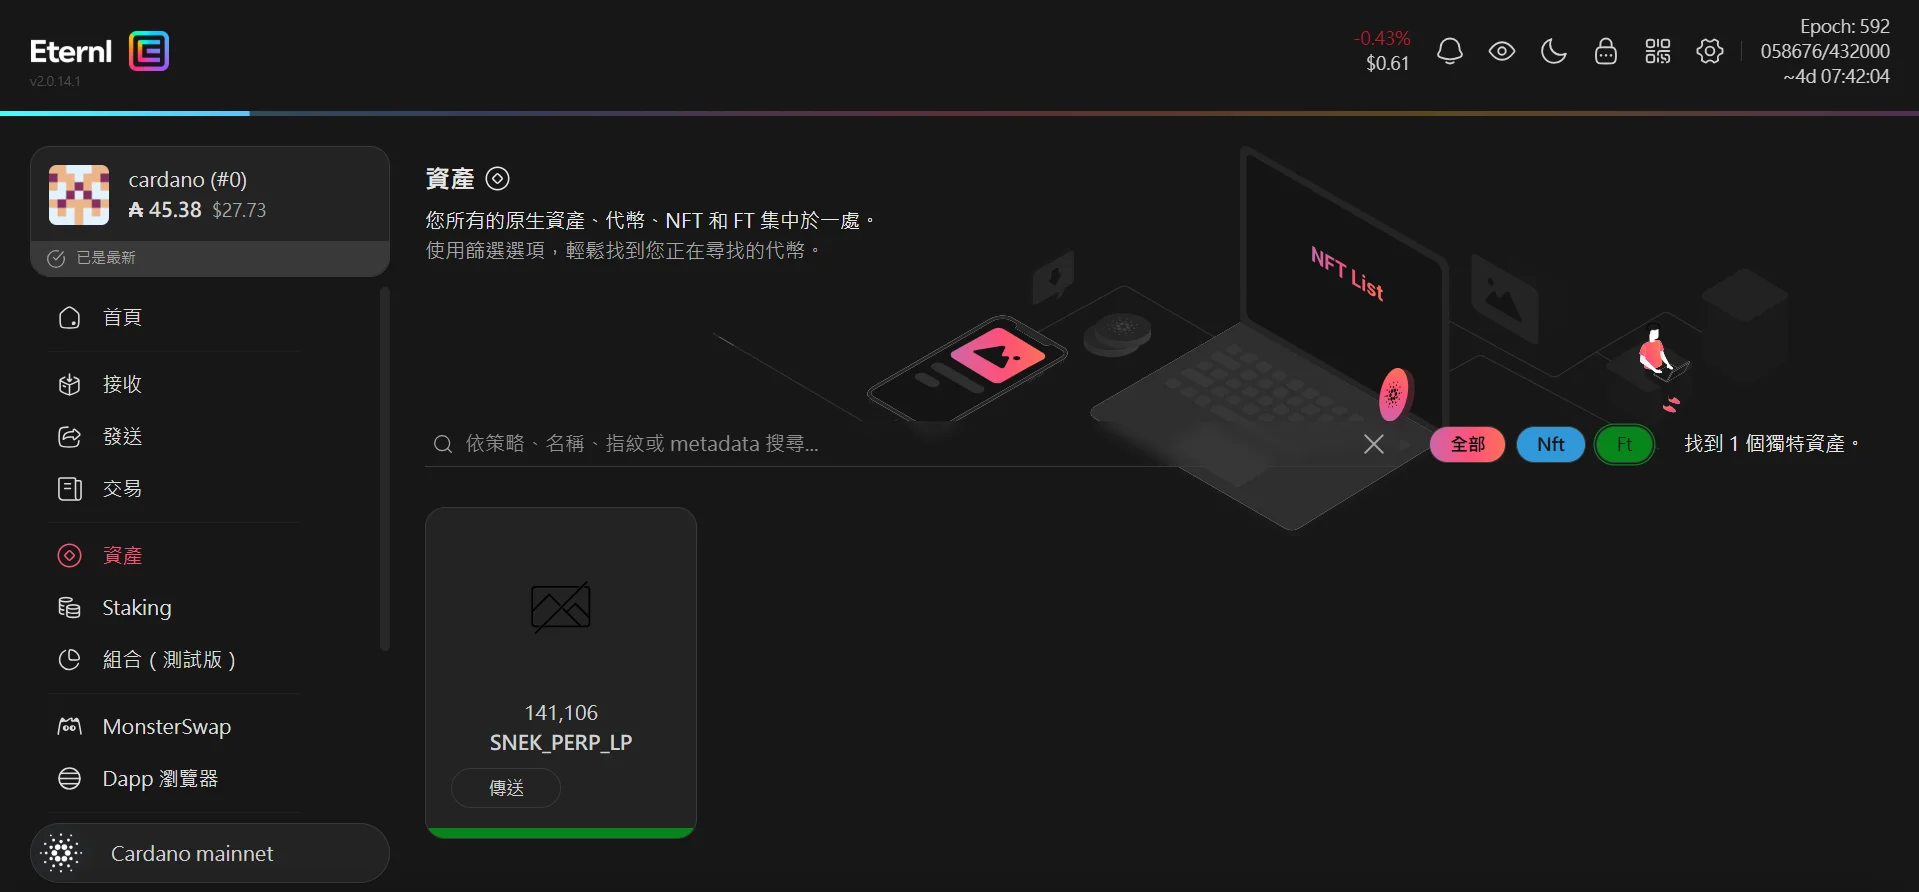 Eternl
v2.0.14.1
-0.43%
$0.61
Epoch: 592
058676/432000
~4d 07:42:04
cardano (#0)
₳ 45.38 $27.73
已是最新
首頁
接收
發送
交易
資產
Staking
組合 ( 測試版 )
MonsterSwap
Dapp 瀏覽器
Cardano mainnet
資產
您所有的原生資產、代幣、NFT 和 FT 集中於一處。
使用篩選選項，輕鬆找到您正在尋找的代幣。
NFT List
依策略、名稱、指紋或 metadata 搜尋...
全部
Nft
Ft
找到 1 個獨特資產。
141,106
SNEK_PERP_LP
傳送